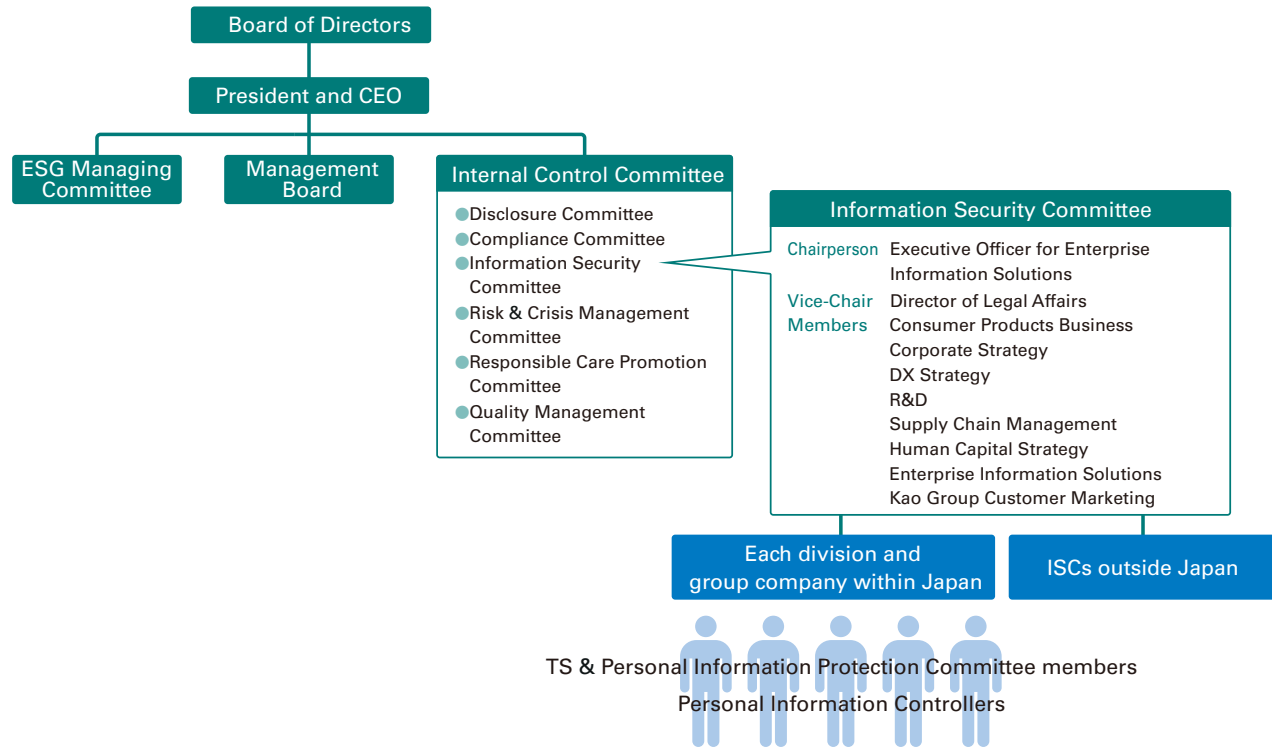 Board of Directors
President and CEO
ESG Managing
Committee
Management
Board
Internal Control Committee
Disclosure Committee
Compliance Committee
Information Security
Committee
Risk & Crisis Management
Committee
Responsible Care Promotion
Committee
Quality Management
Committee
Information Security Committee
Chairperson Executive Officer for Enterprise
Information Solutions
Vice-Chair Director of Legal Affairs
Members Consumer Products Business
Corporate Strategy
DX Strategy
R&D
Supply Chain Management
Human Capital Strategy
Enterprise Information Solutions
Kao Group Customer Marketing
Each division and
group company within Japan
ISCs outside Japan
TS & Personal Information Protection Committee members
Personal Information Controllers